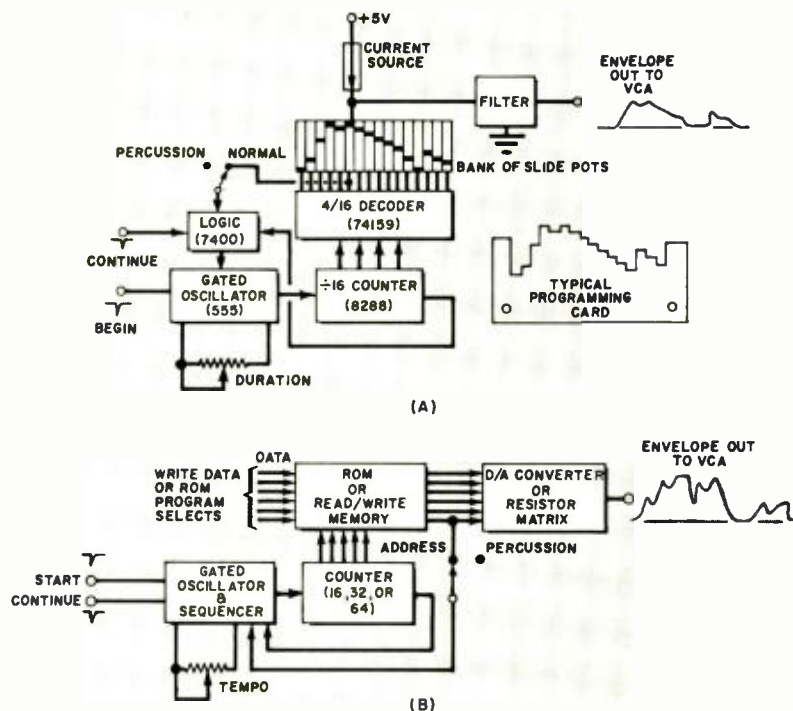 +5V
CURRENT
SOURCE
ENVELOPE
OUT TO
VCA
FILTER
PERCUSSION
NORMAL
BANK OF SLIDE POTS
4/16 DECODER
(74159)
LOGIC
(7400)
CONTINUE
GATED
OSCILLATOR
(555)
÷16 COUNTER
(8288)
TYPICAL
PROGRAMMING
CARD
BEGIN
DURATION
(A)
DATA
WRITE DATA
OR ROM
PROGRAM
SELECTS
ROM
OR
READ/WRITE
MEMORY
D/A CONVERTER
OR
RESISTOR
MATRIX
ENVELOPE OUT
TO VCA
ADDRESS
PERCUSSION
START
CONTINUE
GATED
OSCILLATOR
&
SEQUENCER
COUNTER
(16, 32, OR
64)
TEMPO
(B)